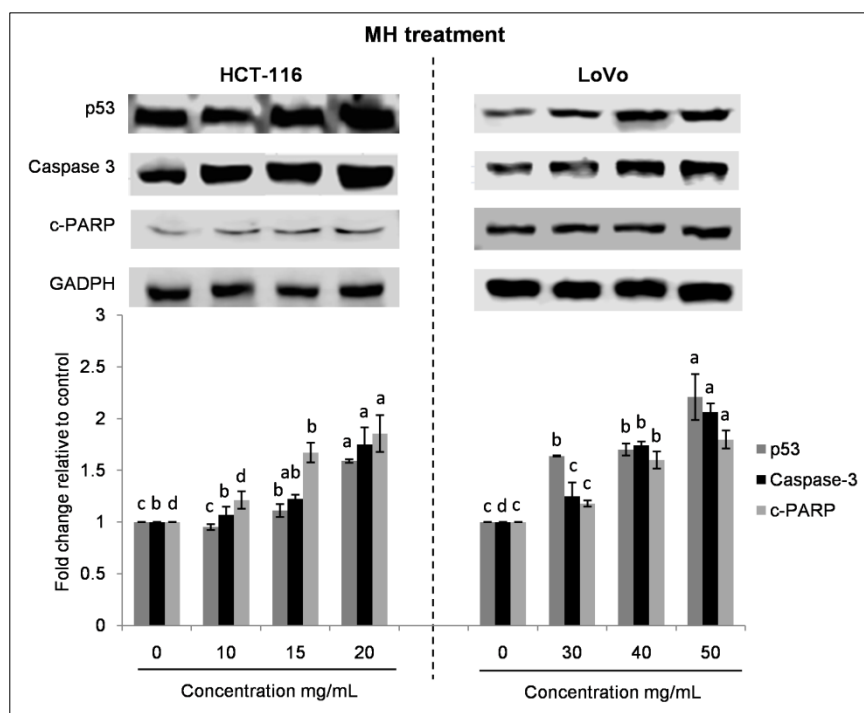 MH treatment
HCT-116
LoVo
p53
Caspase 3
c-PARP
GADPH
Fold change relative to control
3
2.5
2
1.5
1
0.5
0
c b d
c b d
b ab b
a a a
c d c
b c c
b b b
a a a
p53
Caspase-3
c-PARP
0 10 15 20
0 30 40 50
Concentration mg/mL
Concentration mg/mL